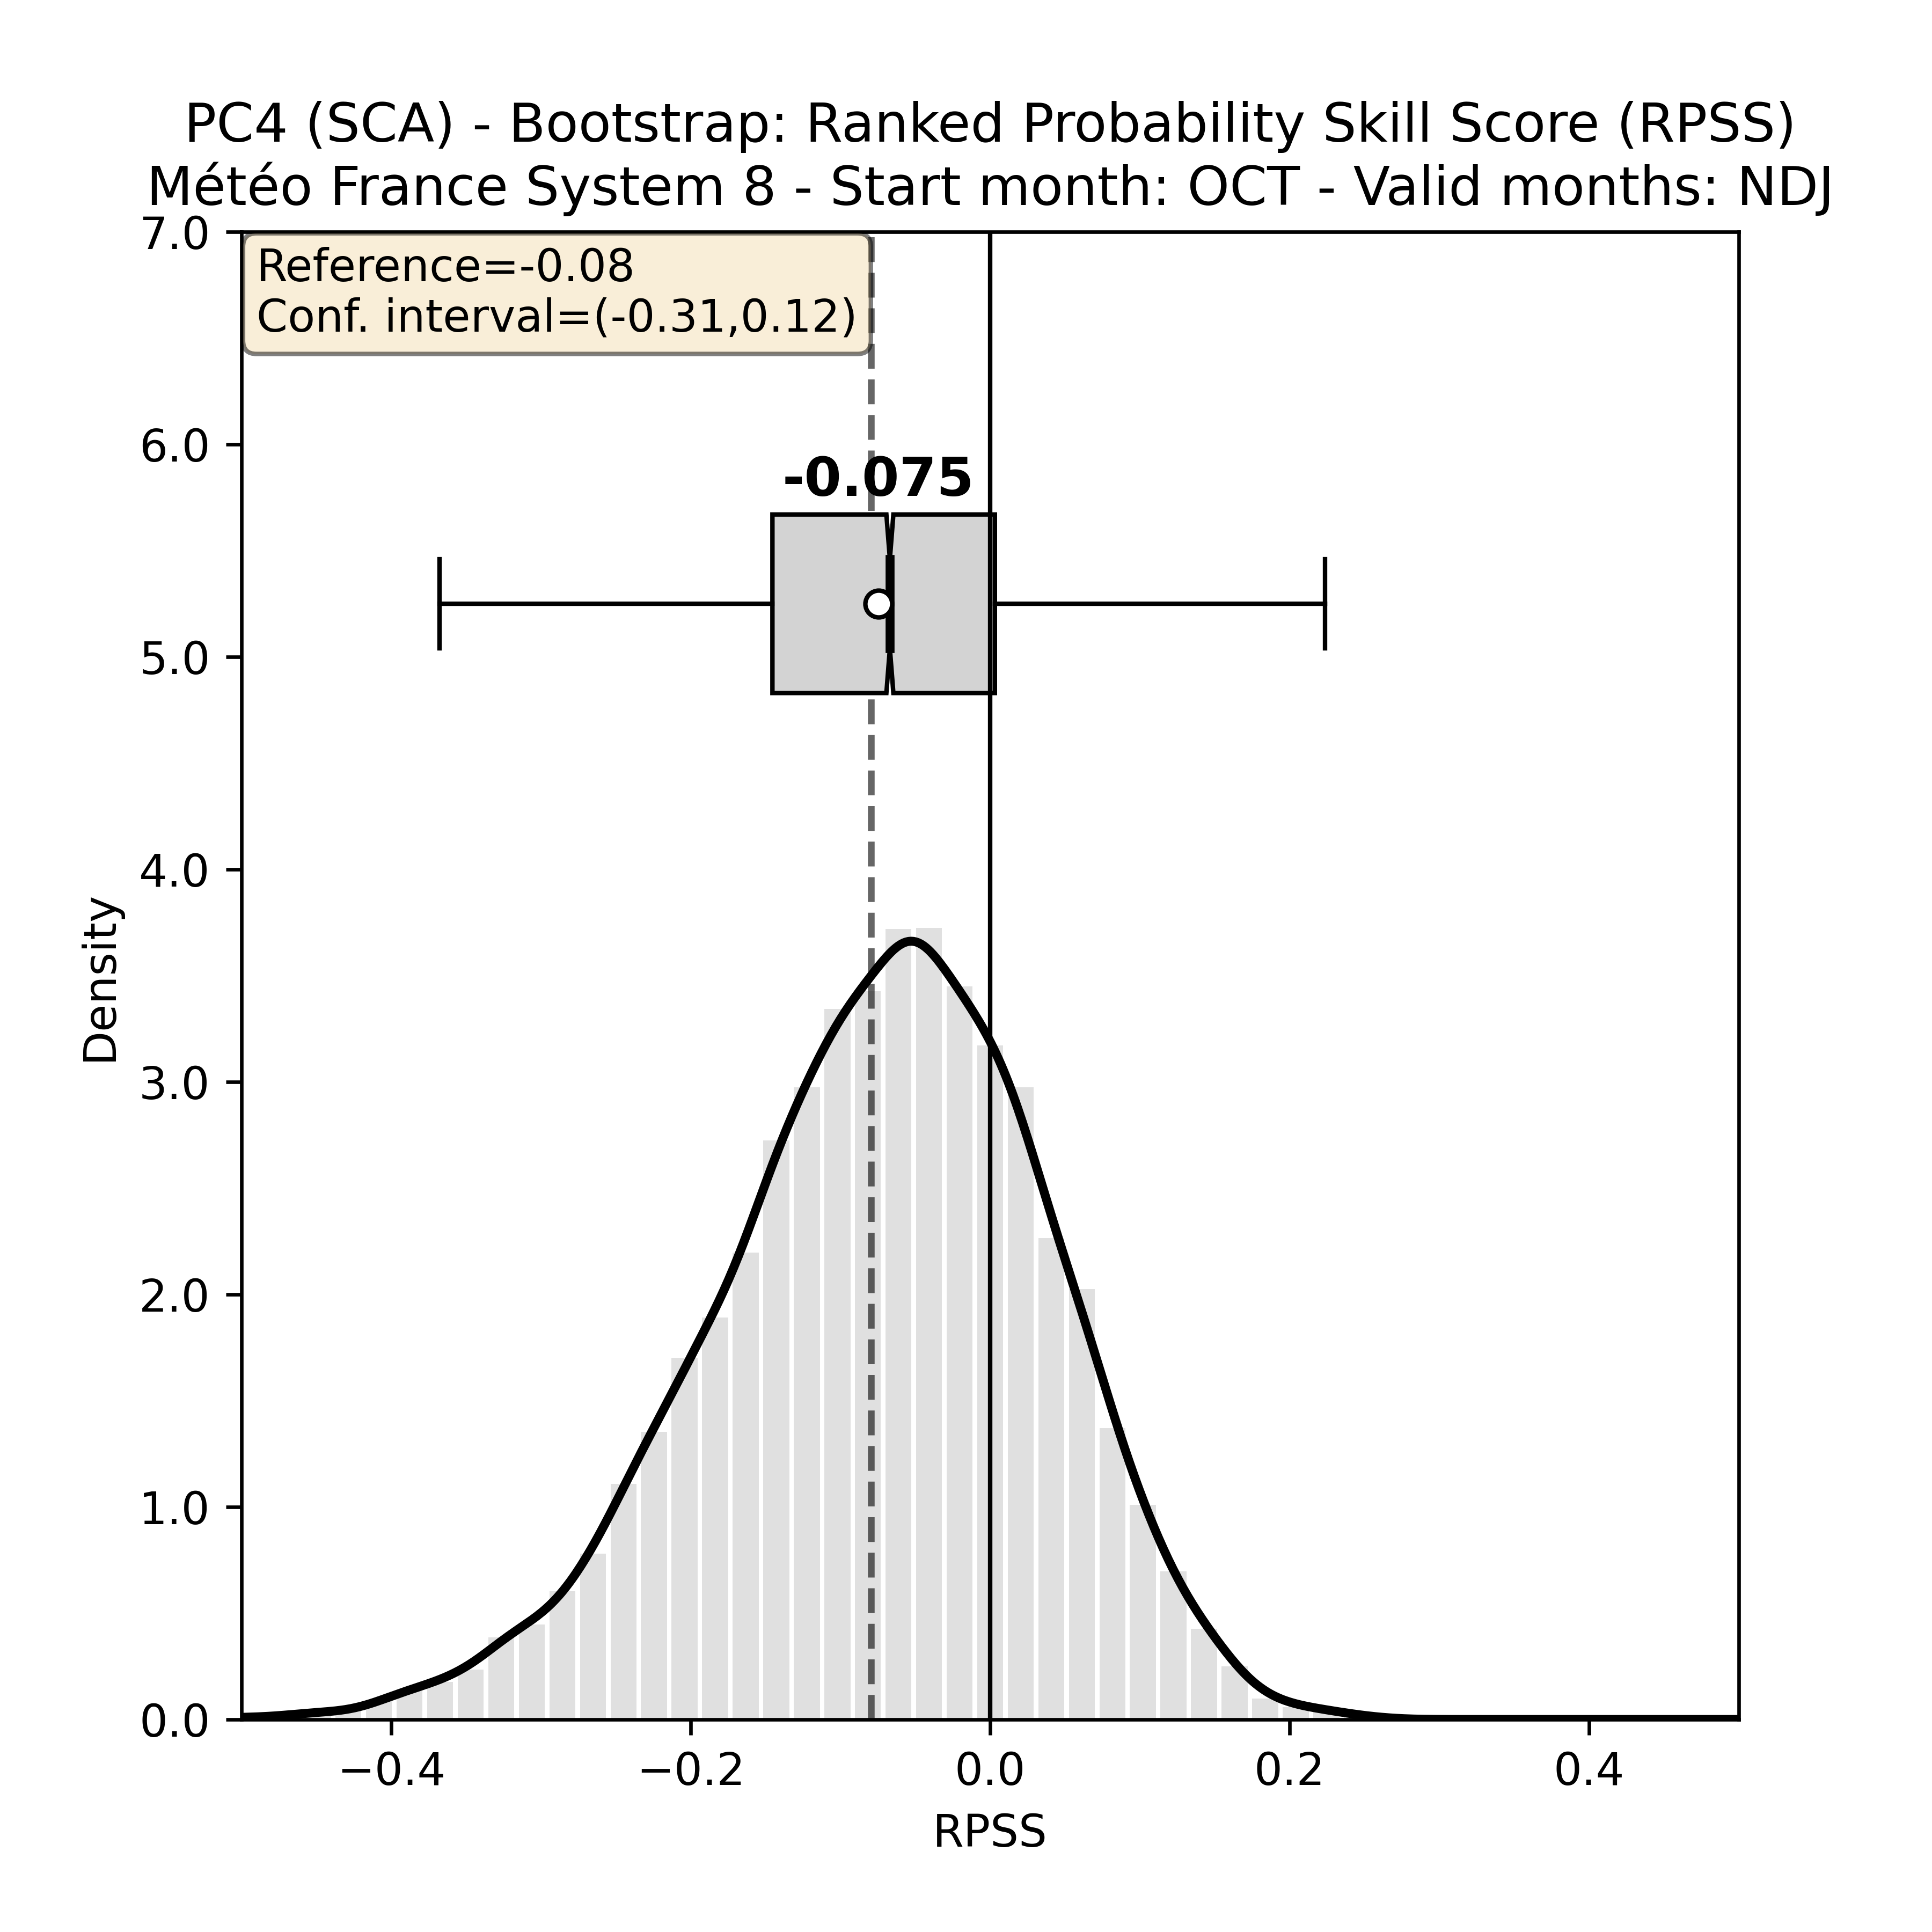 PC4 (SCA) - Bootstrap: Ranked Probability Skill Score (RPSS)
Météo France System 8 - Start month: OCT - Valid months: NDJ
Reference=-0.08
Conf. interval=(-0.31,0.12)
-0.075
7.0
6.0
5.0
4.0
3.0
2.0
1.0
0.0
Density
−0.4
−0.2
0.0
0.2
0.4
RPSS